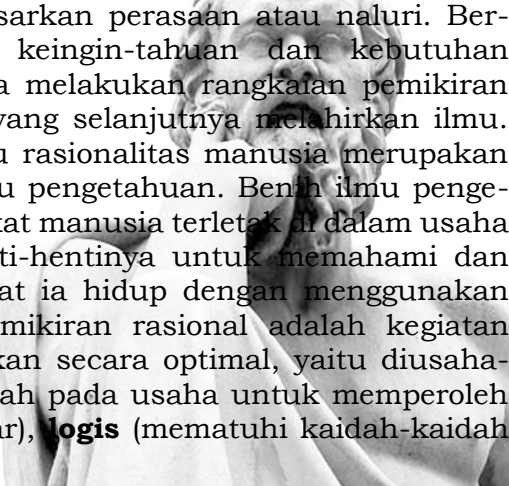 sarkan perasaan atau naluri. Ber-
keingin-tahuan dan kebutuhan
a melakukan rangkaian pemikiran
yang selanjutnya melahirkan ilmu.
u rasionalitas manusia merupakan
u pengetahuan. Benih ilmu penge-
kat manusia terletak di dalam usaha
ti-hentinya untuk memahami dan
at ia hidup dengan menggunakan
mikiran rasional adalah kegiatan
kan secara optimal, yaitu diusaha-
ah pada usaha untuk memperoleh
ar), logis (mematuhi kaidah-kaidah